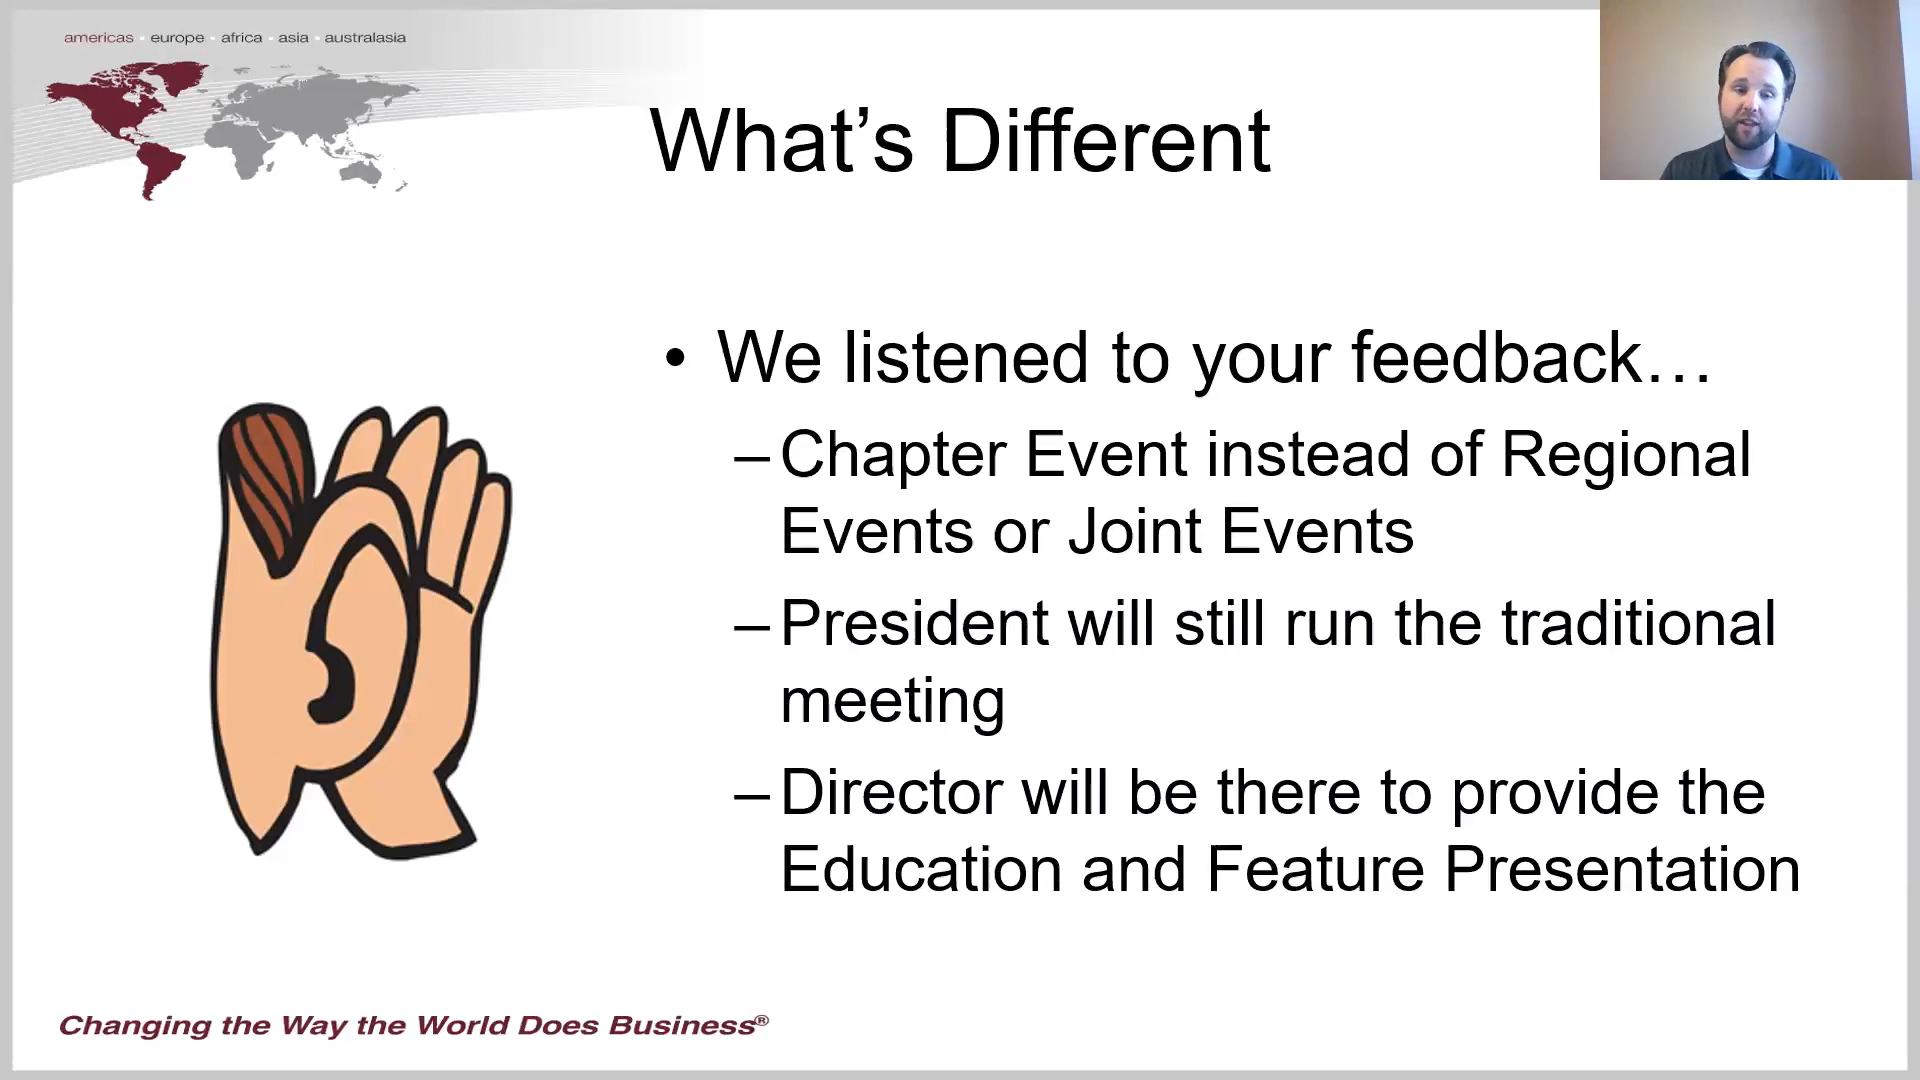 americas • europe • africa • asia • australasia
What’s Different
• We listened to your feedback…
– Chapter Event instead of Regional
Events or Joint Events
– President will still run the traditional
meeting
– Director will be there to provide the
Education and Feature Presentation
Changing the Way the World Does Business®